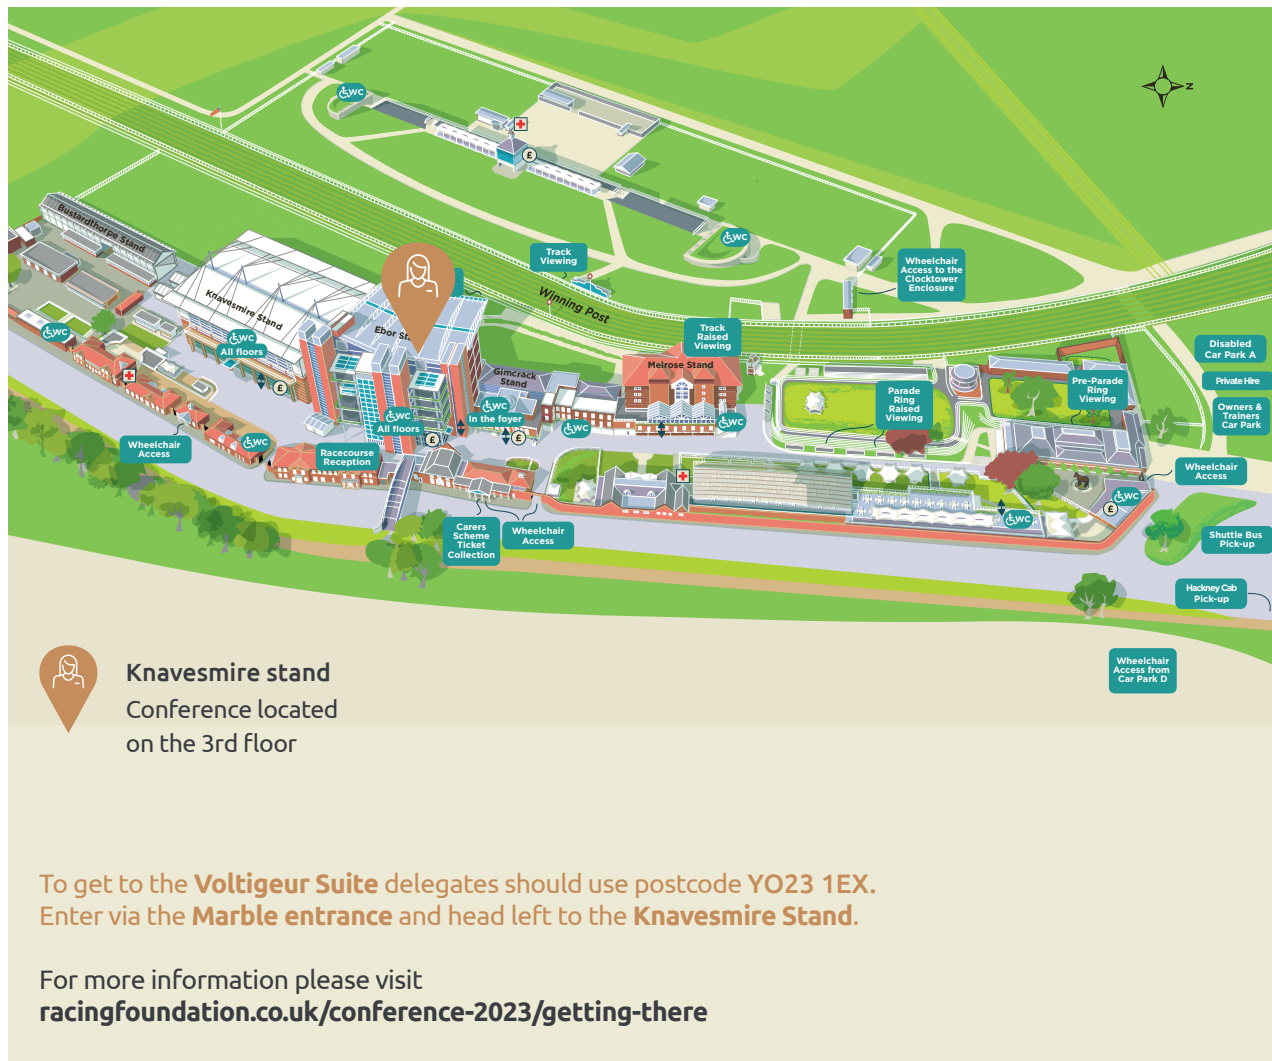 WC
N
£
WC
Bustardthorpe Stand
Track
Viewing
Wheelchair
Access to the
Clocktower
Enclosure
Knavesmire Stand
Winning Post
Ebor
Track
Raised
Viewing
Disabled
Car Park A
WC
WC
All floors
Melrose Stand
Gimcrack
Stand
Private Hire
Pre-Parade
Ring
Viewing
£
Parade
Ring
Raised
Viewing
Owners &
Trainers
Car Park
WC
In the foyer
WC
All floors
WC
WC
£
£
Wheelchair
Access
WC
Racecourse
Reception
Wheelchair
Access
WC
£
WC
Carers
Scheme
Ticket
Collection
Wheelchair
Access
Shuttle Bus
Pick-up
Hackney Cab
Pick-up
Wheelchair
Access from
Car Park D
Knavesmire stand
Conference located
on the 3rd floor
To get to the Voltigeur Suite delegates should use postcode YO23 1EX.
Enter via the Marble entrance and head left to the Knavesmire Stand.
For more information please visit
racingfoundation.co.uk/conference-2023/getting-there